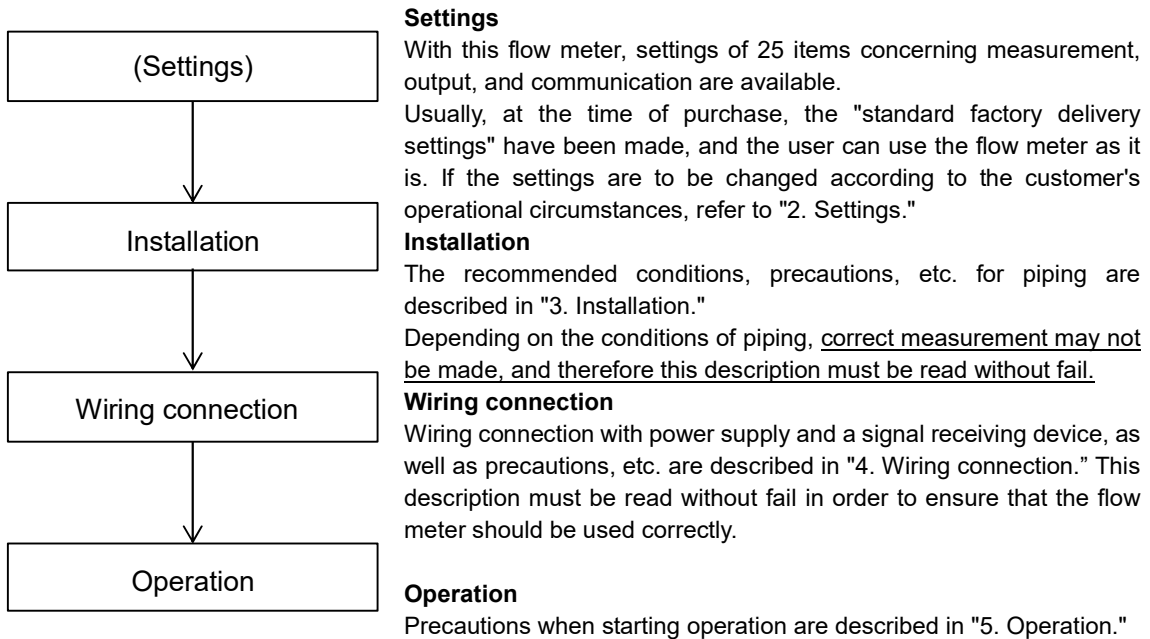 (Settings)
Installation
Wiring connection
Operation
Settings
With this flow meter, settings of 25 items concerning measurement,
output, and communication are available.
Usually, at the time of purchase, the "standard factory delivery
settings" have been made, and the user can use the flow meter as it
is. If the settings are to be changed according to the customer's
operational circumstances, refer to "2. Settings."
Installation
The recommended conditions, precautions, etc. for piping are
described in "3. Installation."
Depending on the conditions of piping, correct measurement may not
be made, and therefore this description must be read without fail.
Wiring connection
Wiring connection with power supply and a signal receiving device, as
well as precautions, etc. are described in "4. Wiring connection.” This
description must be read without fail in order to ensure that the flow
meter should be used correctly.
Operation
Precautions when starting operation are described in "5. Operation."